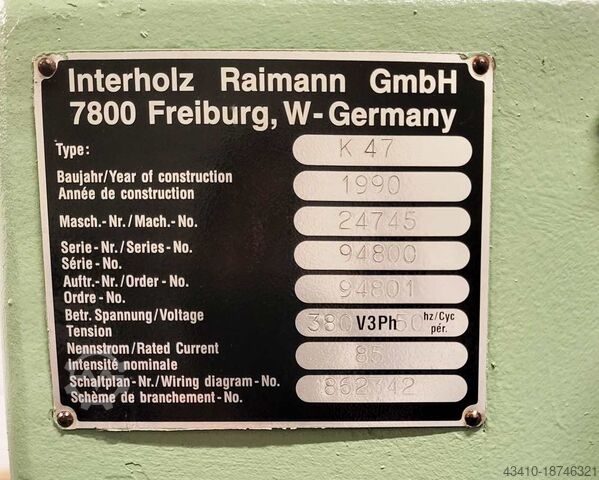 Interholz Raimann GmbH
7800 Freiburg, W-Germany
Type: K 47
Baujahr/Year of construction 1990
Année de construction
Masch.-Nr./Mach.-No. 24745
Serie-Nr./Series-No. 94800
Série-No.
Auftr.-Nr./Order-No. 94801
Ordre-No.
Betr. Spannung/Voltage 380 V3Ph 50 hz/Cyc
Tension pér.
Nennstrom/Rated Current 85
Intensité nominale
Schaltplan-Nr./Wiring diagram-No.
Schème de branchement-No.
43410-18746321